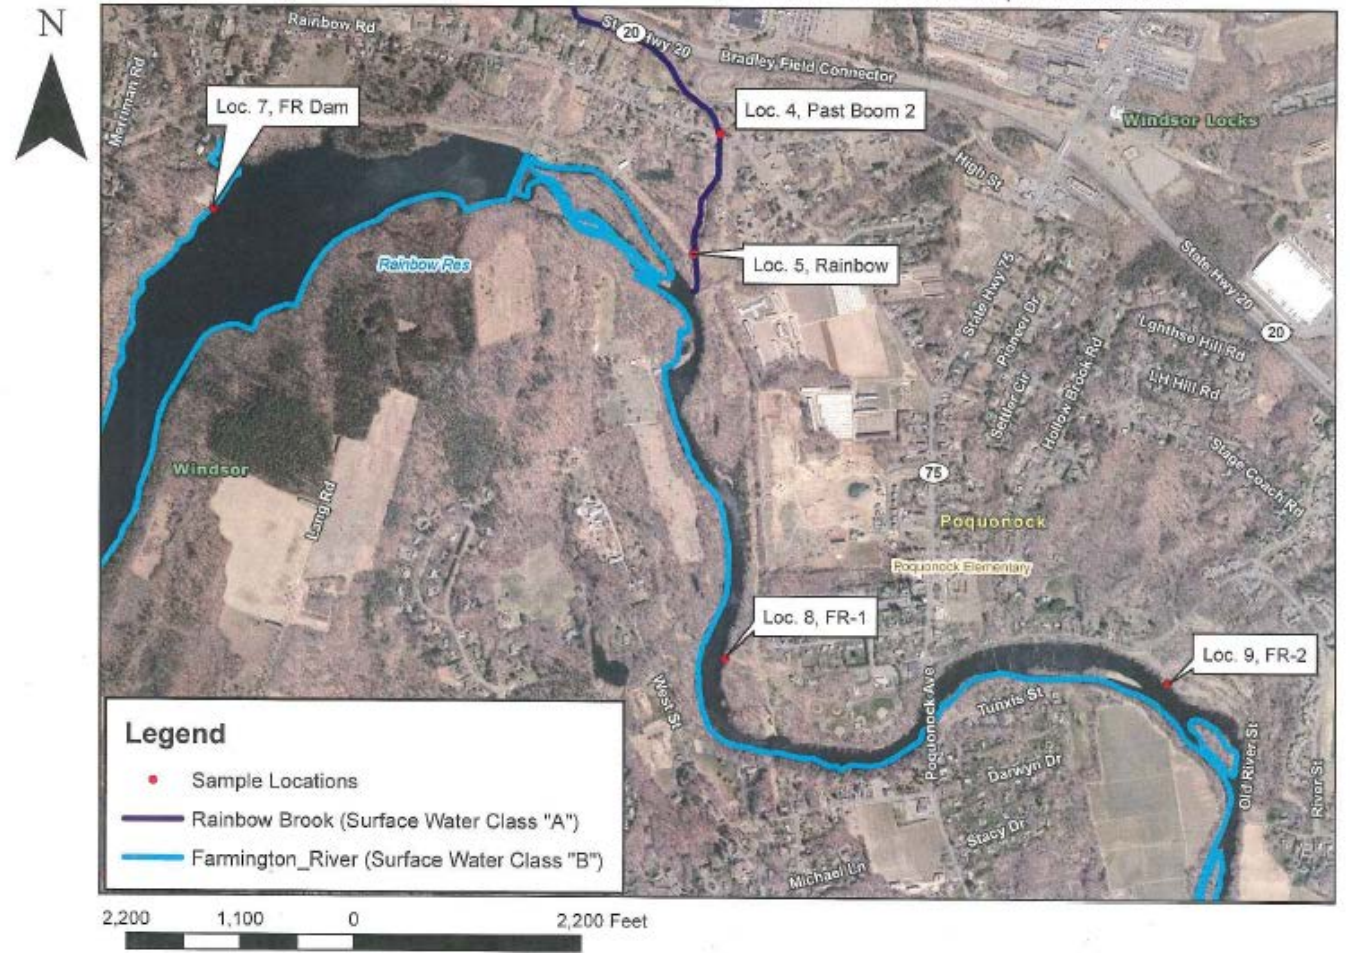 N
Rainbow Rd
St Hwy 20
20
Bradley Field Connector
Merriman Rd
Loc. 7, FR Dam
Loc. 4, Past Boom 2
Windsor Locks
High St
Rainbow Res
Loc. 5, Rainbow
State Hwy 75
State Hwy 20
20
Pioneer Dr
Lghthse Hill Rd
LH Hill Rd
Settler Cir
Hollow Brook Rd
Stage Coach Rd
Windsor
Lang Rd
75
Poquonock
Poquonock Elementary
Loc. 8, FR-1
Loc. 9, FR-2
West St
Poquonock Ave
Tunxis St
Darwyn Dr
Old River St
River St
Stacy Dr
Michael Ln
Legend
Sample Locations
Rainbow Brook (Surface Water Class "A")
Farmington_River (Surface Water Class "B")
2,200 1,100 0 2,200 Feet